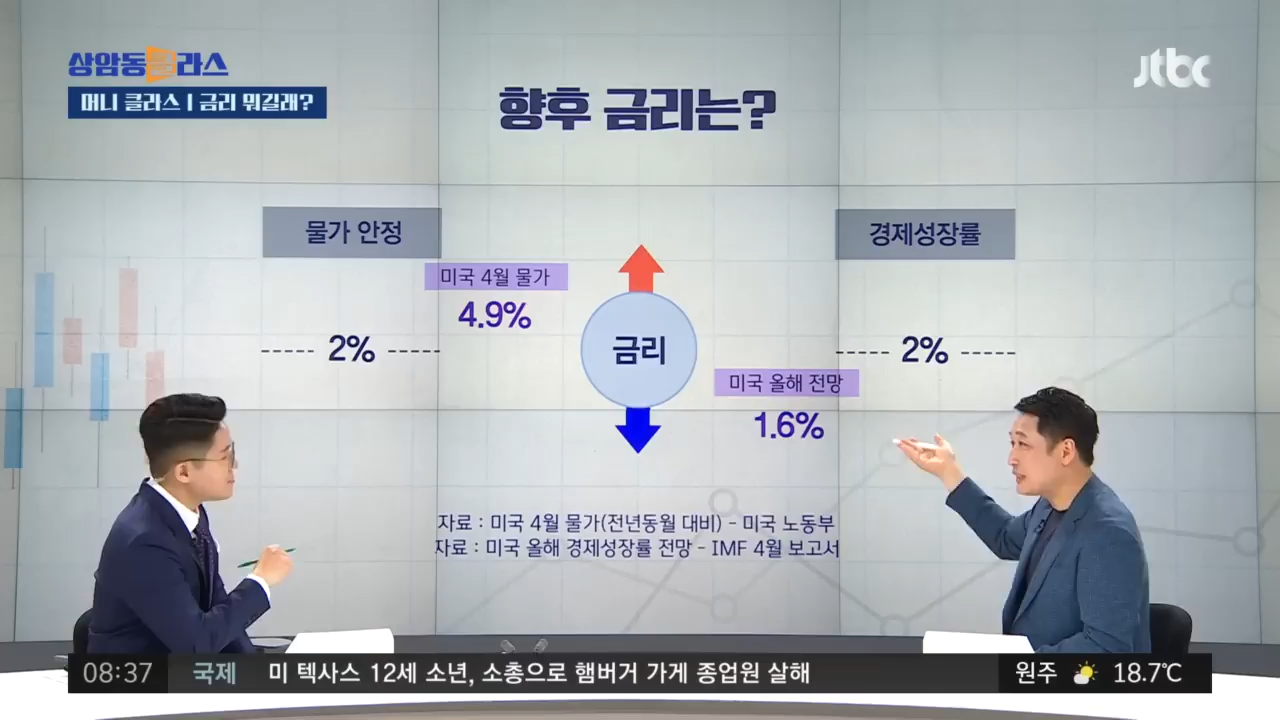 상암동클라스
jtbc
머니 클라스 | 금리 뭐길래?
향후 금리는?
물가 안정
경제성장률
미국 4월 물가
4.9%
2%
금리
2%
미국 올해 전망
1.6%
자료 : 미국 4월 물가(전년동월 대비) - 미국 노동부
자료 : 미국 올해 경제성장률 전망 - IMF 4월 보고서
08:37 국제 미 텍사스 12세 소년, 소총으로 햄버거 가게 종업원 살해 원주 18.7℃